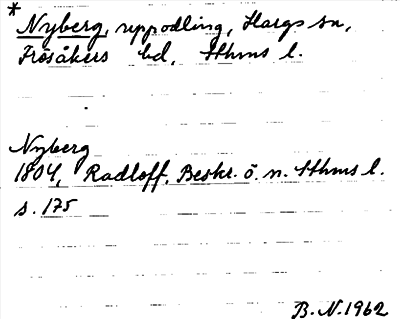 *
Nyberg, uppodling, Hargs sn,
Frösåkers hd, Sthms l.
Nyberg
1804, Radloff. Beskr. ö. n. Sthms l.
s. 175
B. N. 1962